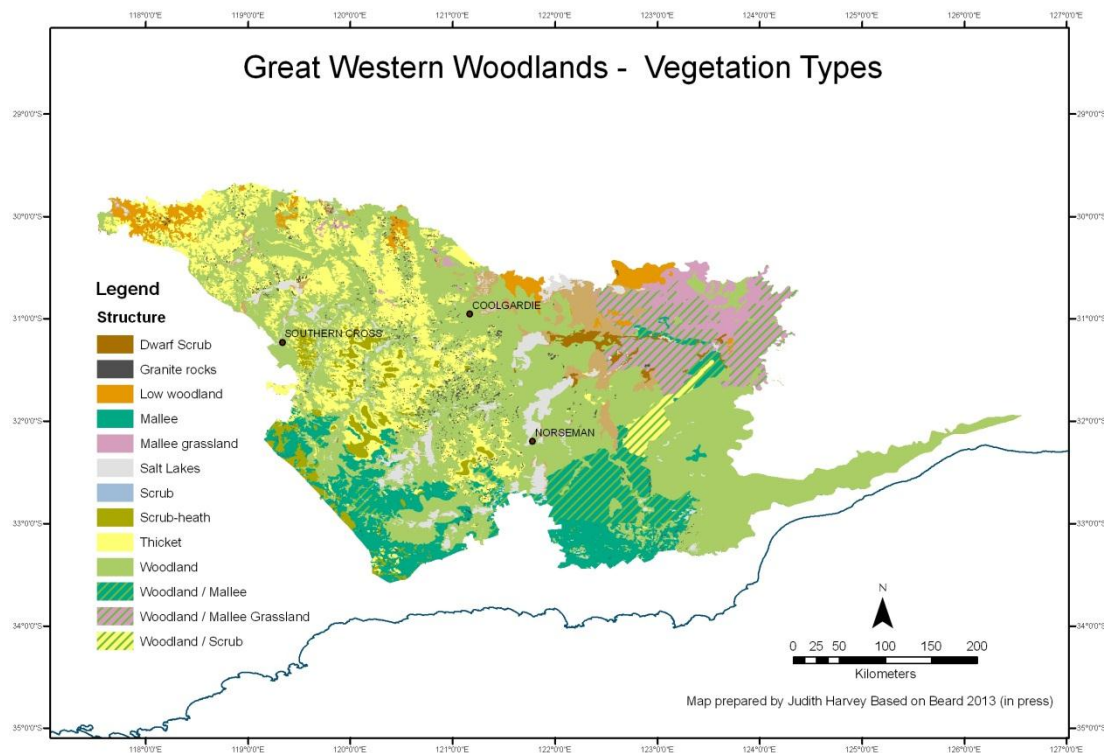 118°0'0"E 119°0'0"E 120°0'0"E 121°0'0"E 122°0'0"E 123°0'0"E 124°0'0"E 125°0'0"E 126°0'0"E 127°0'0"E
Great Western Woodlands - Vegetation Types
29°0'0"S 29°0'0"S
30°0'0"S 30°0'0"S
31°0'0"S 31°0'0"S
32°0'0"S 32°0'0"S
33°0'0"S 33°0'0"S
34°0'0"S 34°0'0"S
35°0'0"S 35°0'0"S
COOLGARDIE
SOUTHERN CROSS
NORSEMAN
Legend
Structure
Dwarf Scrub
Granite rocks
Low woodland
Mallee
Mallee grassland
Salt Lakes
Scrub
Scrub-heath
Thicket
Woodland
Woodland / Mallee
Woodland / Mallee Grassland
Woodland / Scrub
N
0 25 50 100 150 200
Kilometers
Map prepared by Judith Harvey Based on Beard 2013 (in press)
118°0'0"E 119°0'0"E 120°0'0"E 121°0'0"E 122°0'0"E 123°0'0"E 124°0'0"E 125°0'0"E 126°0'0"E 127°0'0"E